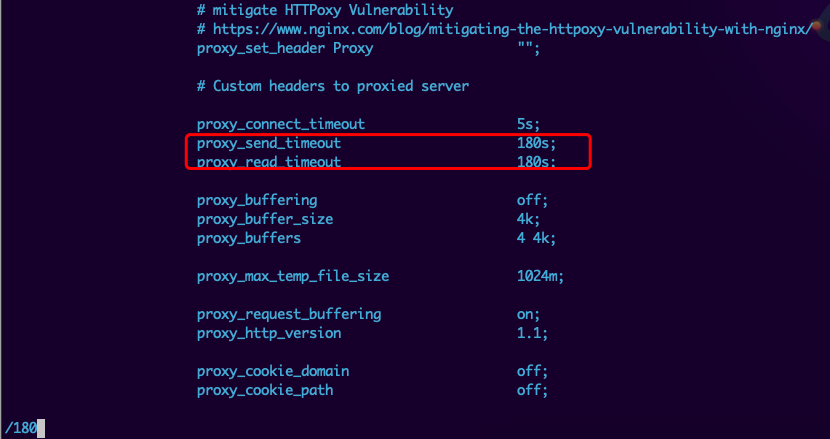 # mitigate HTTPoxy Vulnerability
# https://www.nginx.com/blog/mitigating-the-httpoxy-vulnerability-with-nginx/
proxy_set_header Proxy "";
# Custom headers to proxied server
proxy_connect_timeout 5s;
proxy_send_timeout 180s;
proxy_read_timeout 180s;
proxy_buffering off;
proxy_buffer_size 4k;
proxy_buffers 4 4k;
proxy_max_temp_file_size 1024m;
proxy_request_buffering on;
proxy_http_version 1.1;
proxy_cookie_domain off;
proxy_cookie_path off;
/180